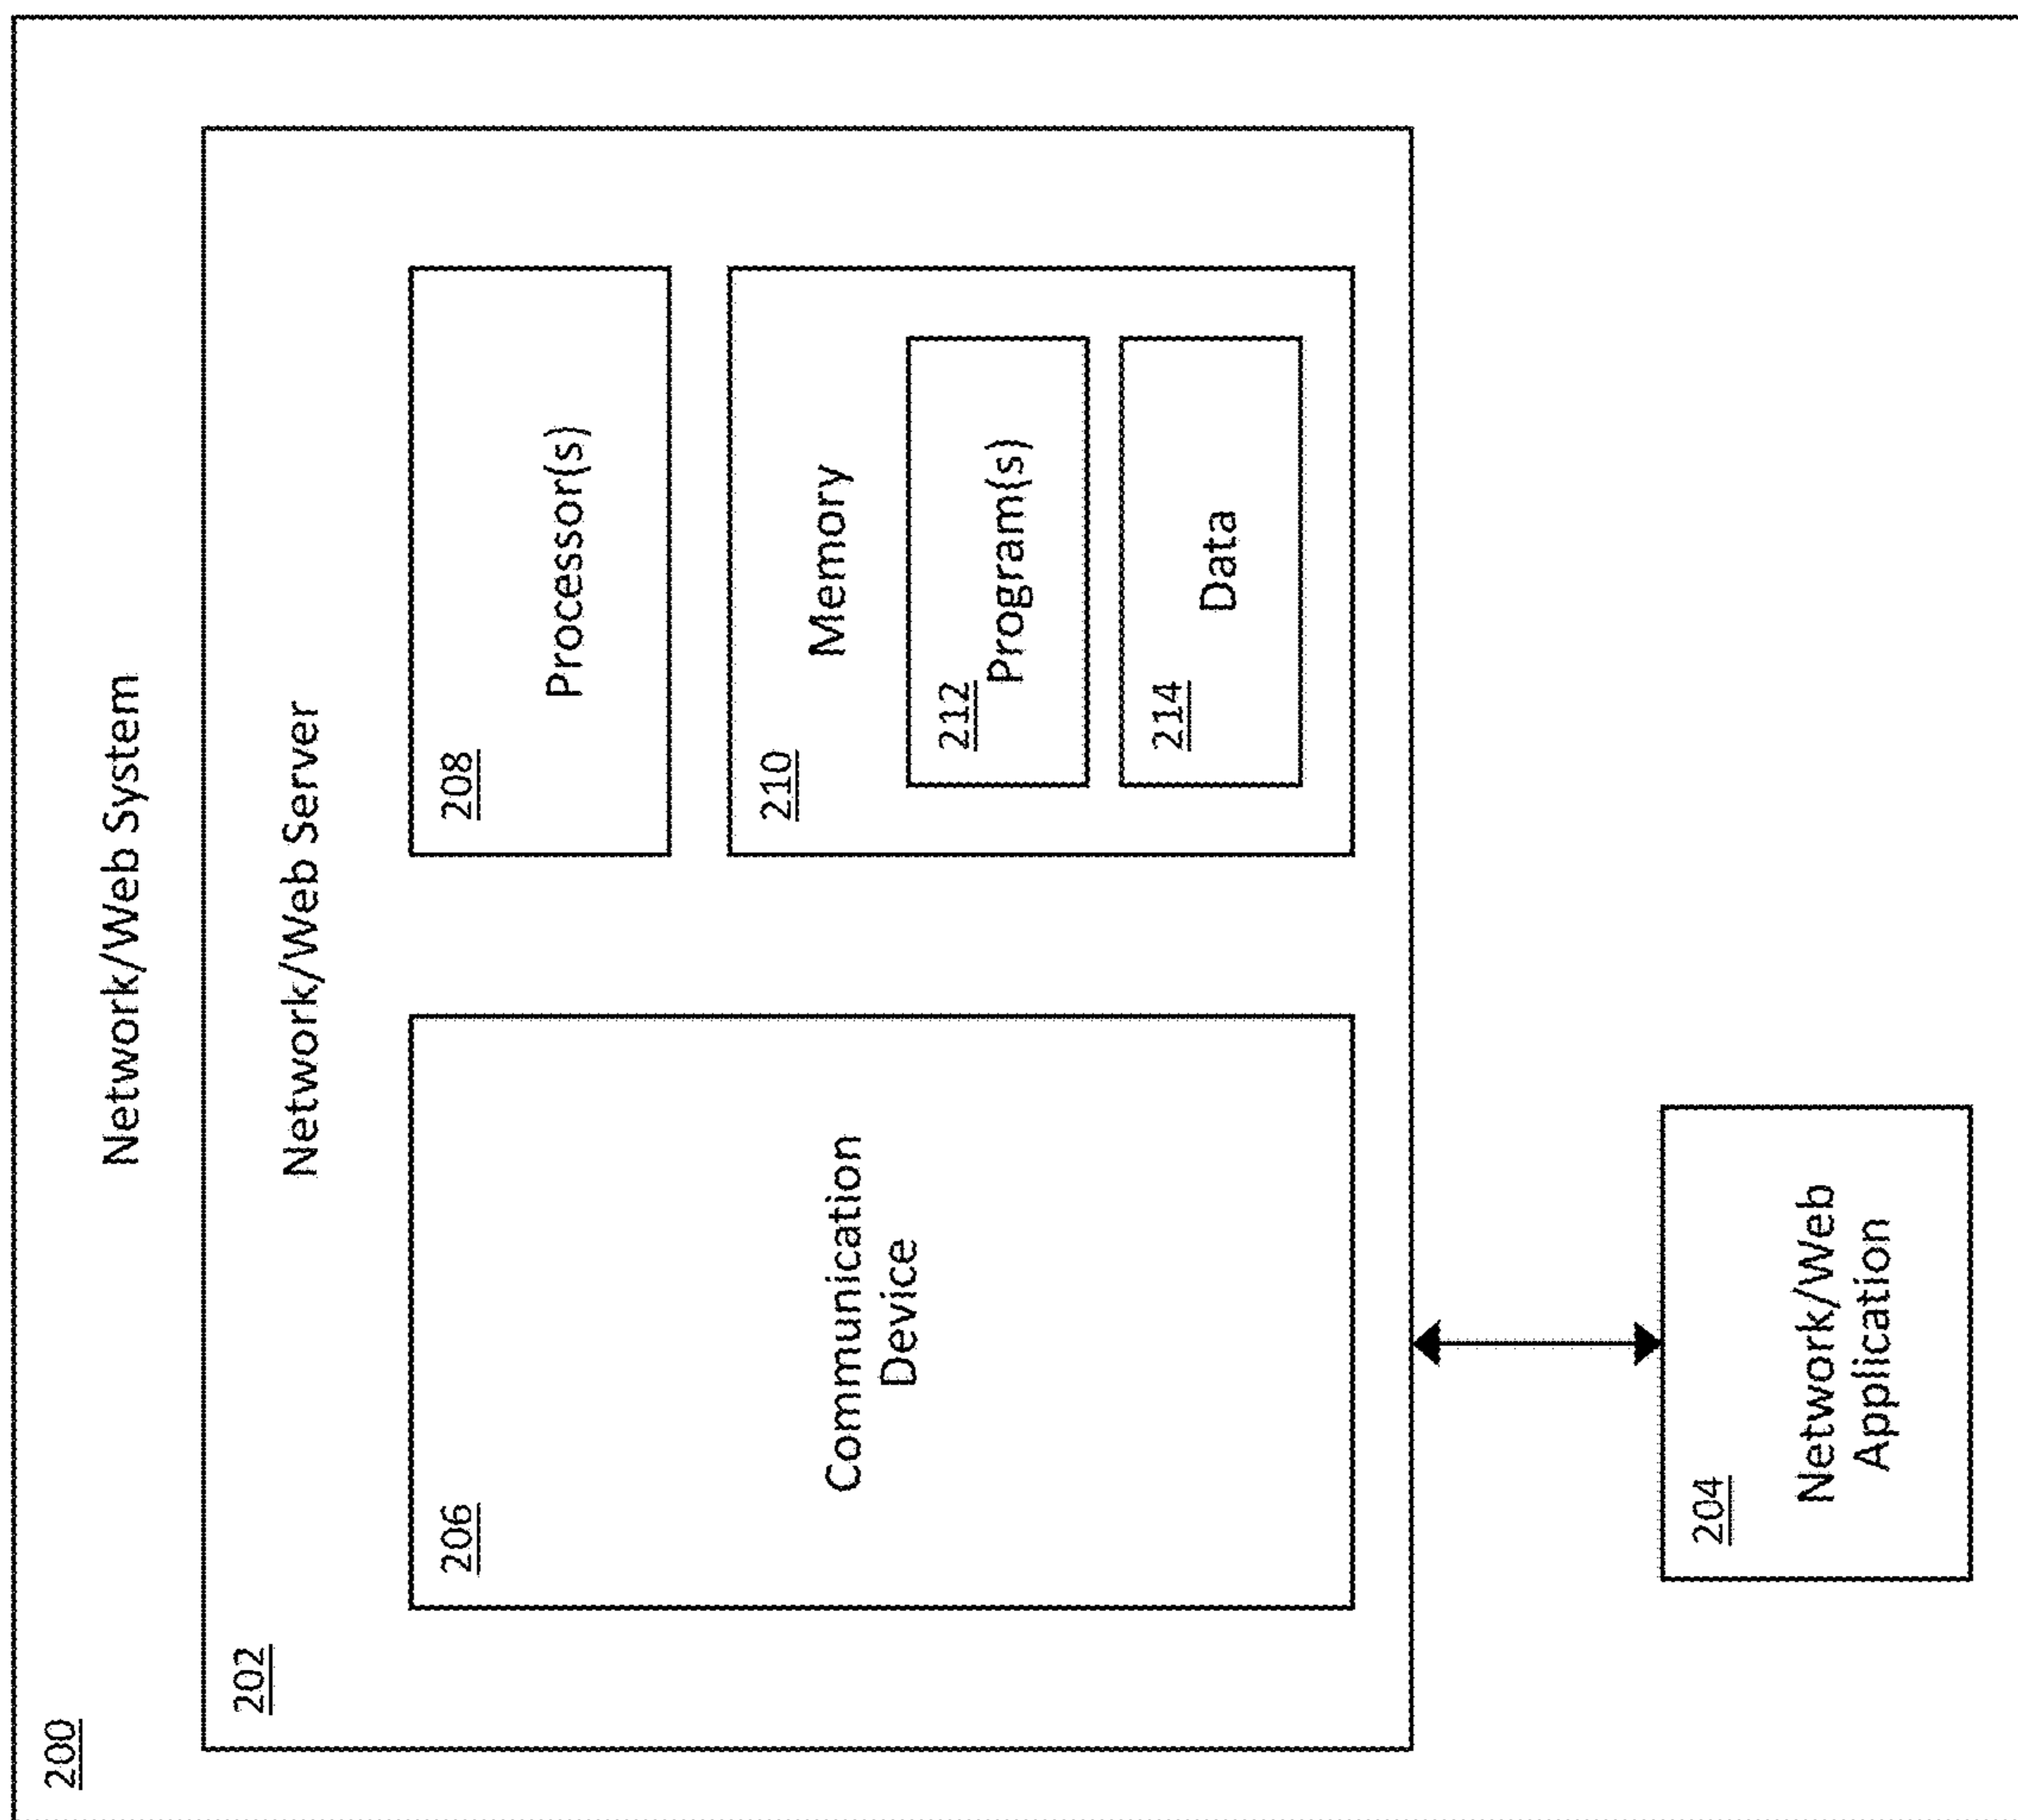 200
Network/Web System
202
Network/Web Server
206
Communication
Device
208
Processor(s)
210
Memory
212
Program(s)
214
Data
204
Network/Web
Application